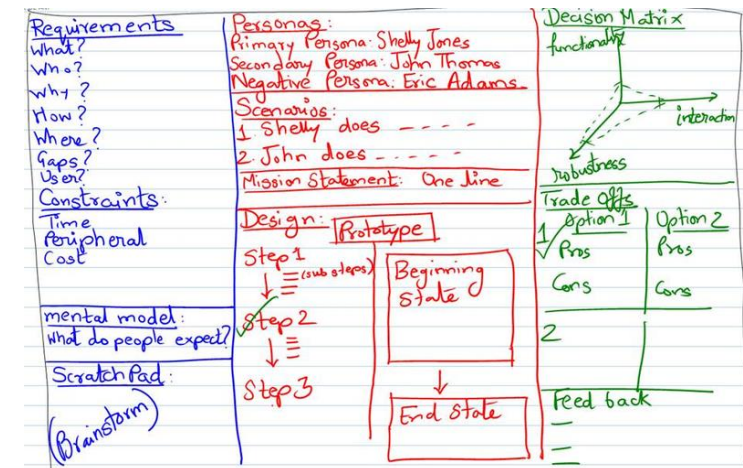 Requirements
What?
Who?
Why?
How?
Where?
Gaps?
User?
Constraints:
Time
Peripheral
Cost
mental model:
What do people expect?
Scratch Pad:
(Brainstorm)
Personas:
Primary Persona: Shelly Jones
Secondary Persona: John Thomas
Negative Persona: Eric Adams
Scenarios:
1. Shelly does - - - -
2. John does - - - - -
Mission Statement: One line
Design: Prototype
Step 1
(sub steps)
Step 2
Step 3
Beginning
State
End State
Decision Matrix
functionality
interaction
robustness
Trade offs
1 Option 1 Option 2
Pros Pros
Cons Cons
2
Feed back